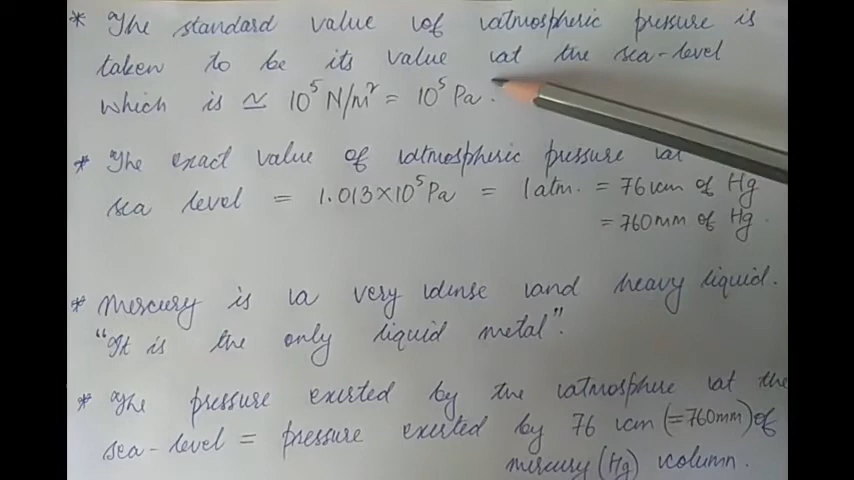 * The standard value of atmospheric pressure is
taken to be its value at the sea-level
which is ≃ 10⁵ N/m² = 10⁵ Pa.
* The exact value of atmospheric pressure at
sea level = 1.013×10⁵ Pa = 1 atm. = 76 cm of Hg
= 760 mm of Hg.
* Mercury is a very dense and heavy liquid.
"It is the only liquid metal".
* The pressure exerted by the atmosphere at the
sea-level = pressure exerted by 76 cm (=760mm) of
mercury (Hg) column.